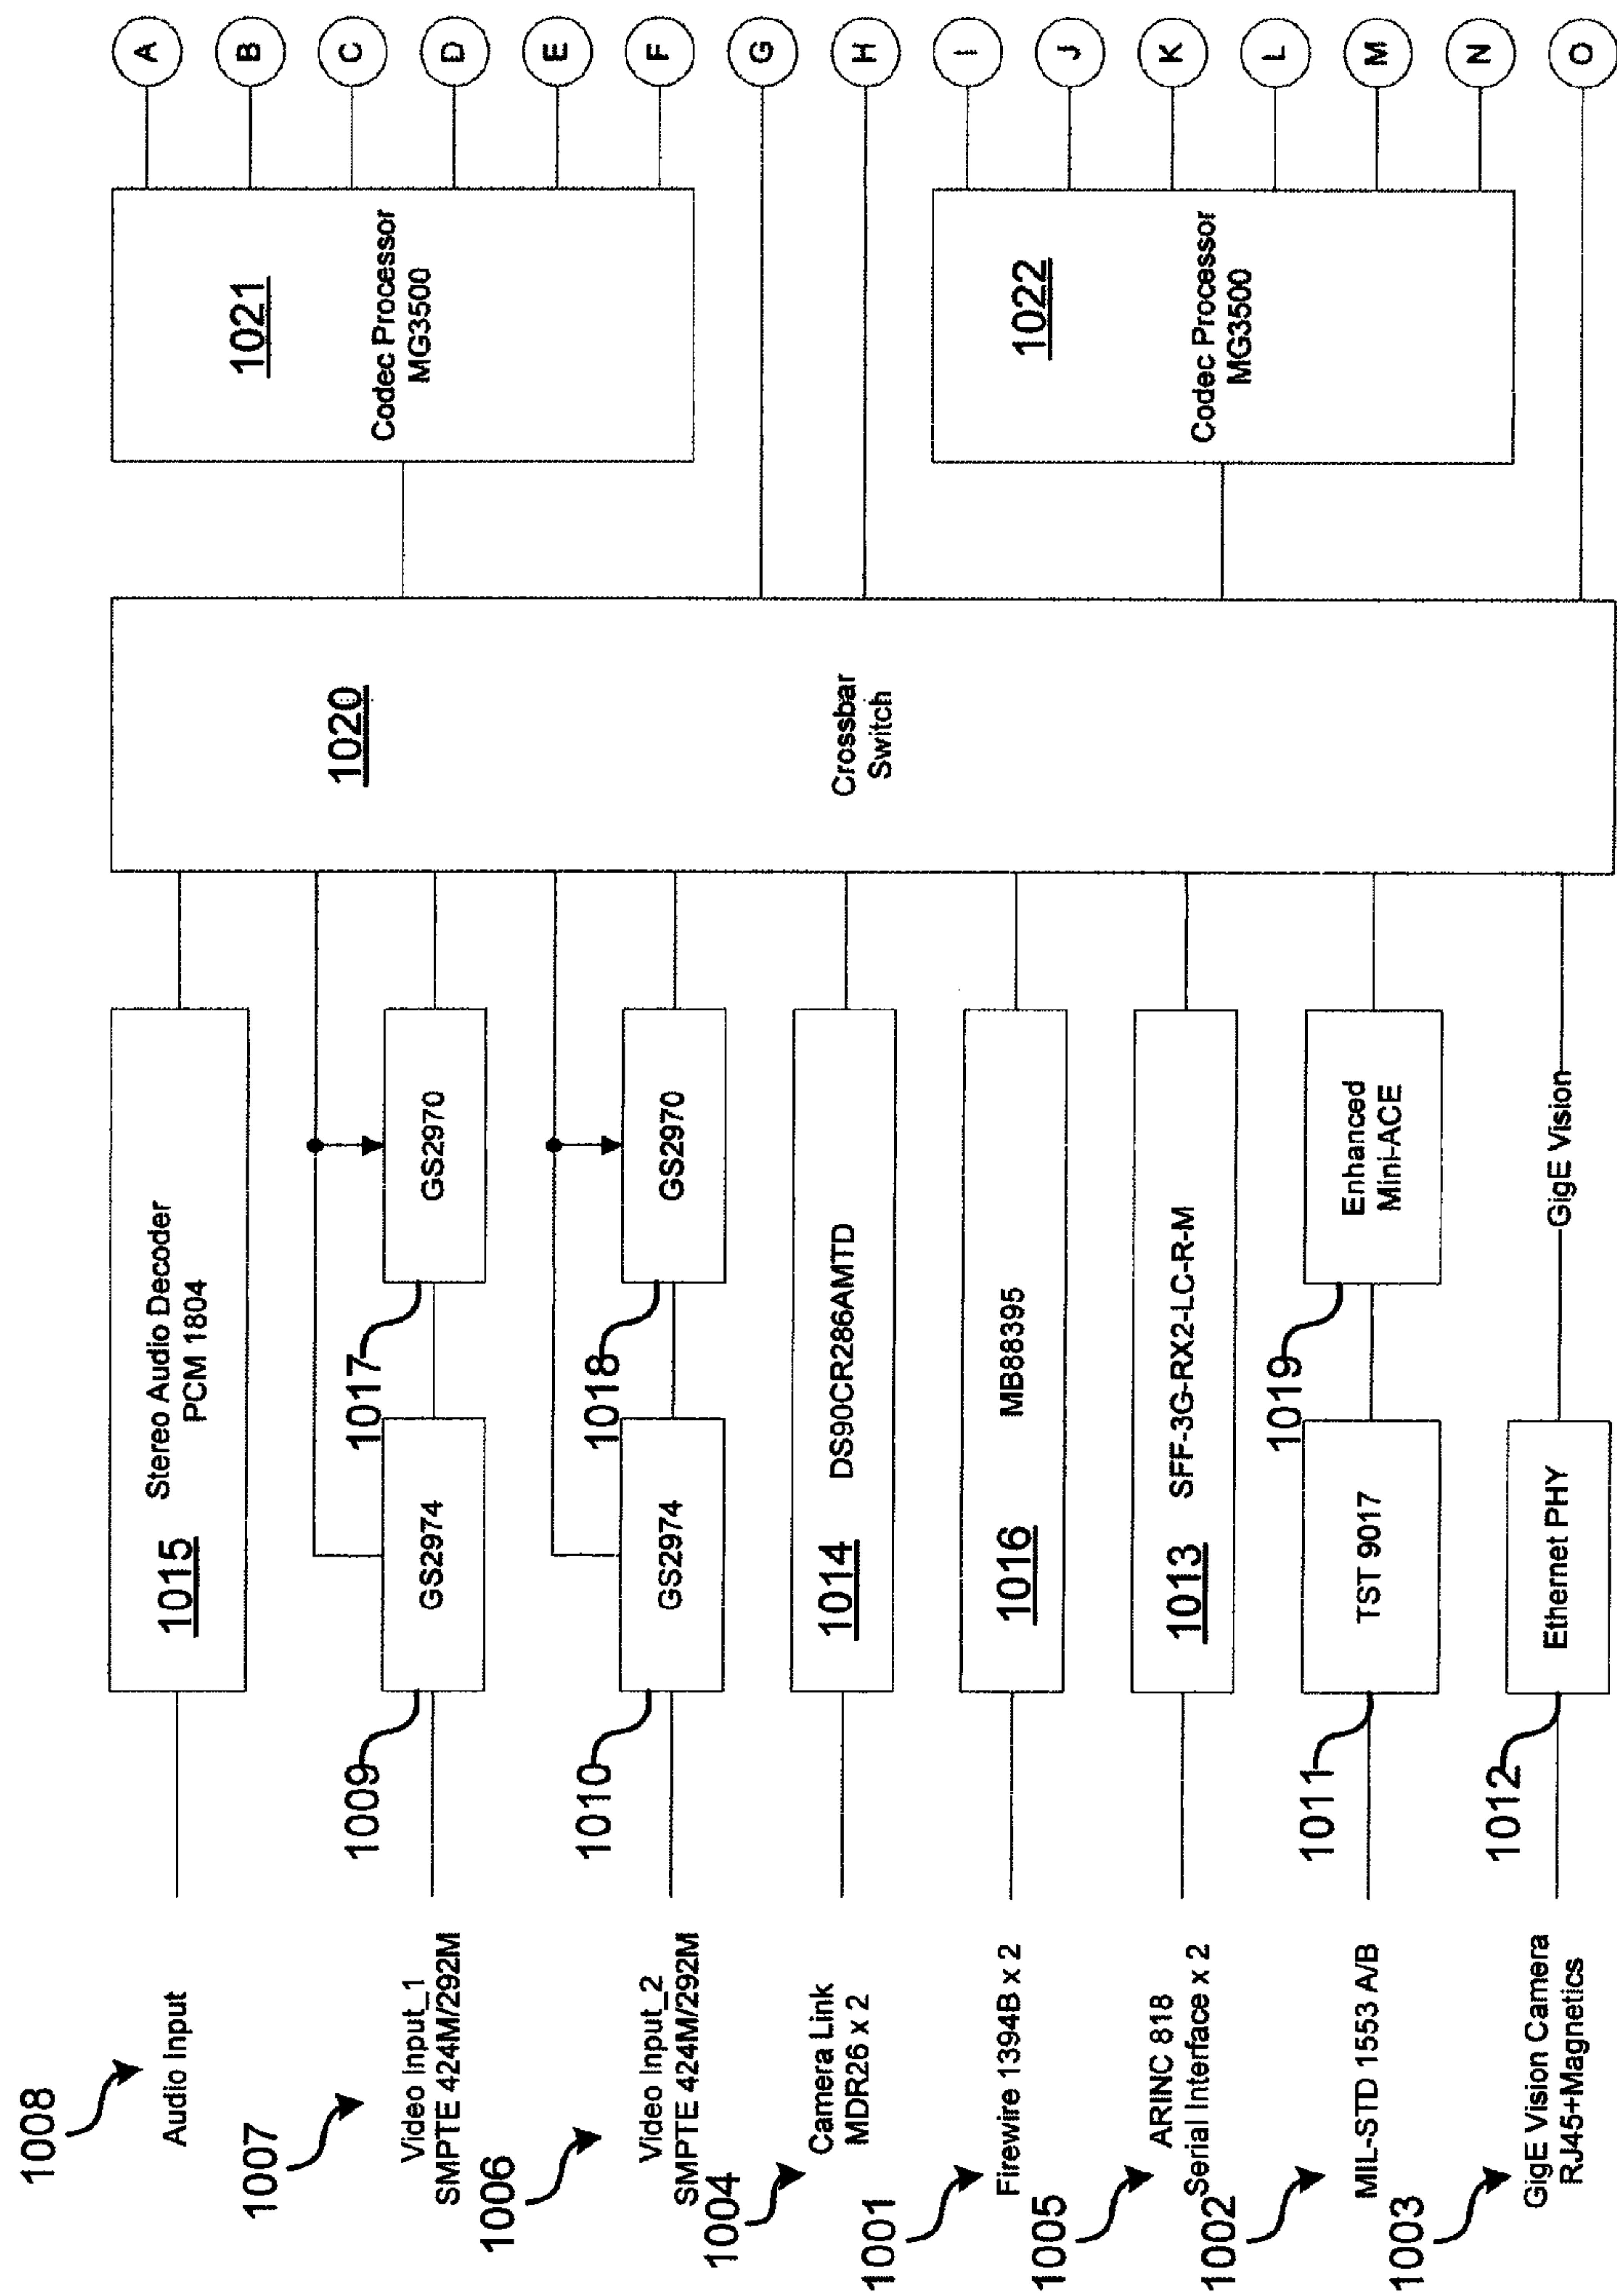 1008
Audio Input
1015
Stereo Audio Decoder
PCM 1804
1007
Video Input_1
SMPTE 424M/292M
1009
GS2974
1017
GS2970
1006
Video Input_2
SMPTE 424M/292M
1010
GS2974
1018
GS2970
1004
Camera Link
MDR26 x 2
1014
DS90CR286AMTD
1001
Firewire 1394B x 2
1016
MB88395
1005
ARINC 818
Serial Interface x 2
1013
SFF-3G-RX2-LC-R-M
1002
MIL-STD 1553 A/B
1011
TST 9017
1019
Enhanced
Mini-ACE
1003
GigE Vision Camera
RJ45+Magnetics
1012
Ethernet PHY
GigE Vision
1020
Crossbar
Switch
1021
Codec Processor
MG3500
1022
Codec Processor
MG3500
A
B
C
D
E
F
G
H
I
J
K
L
M
N
O